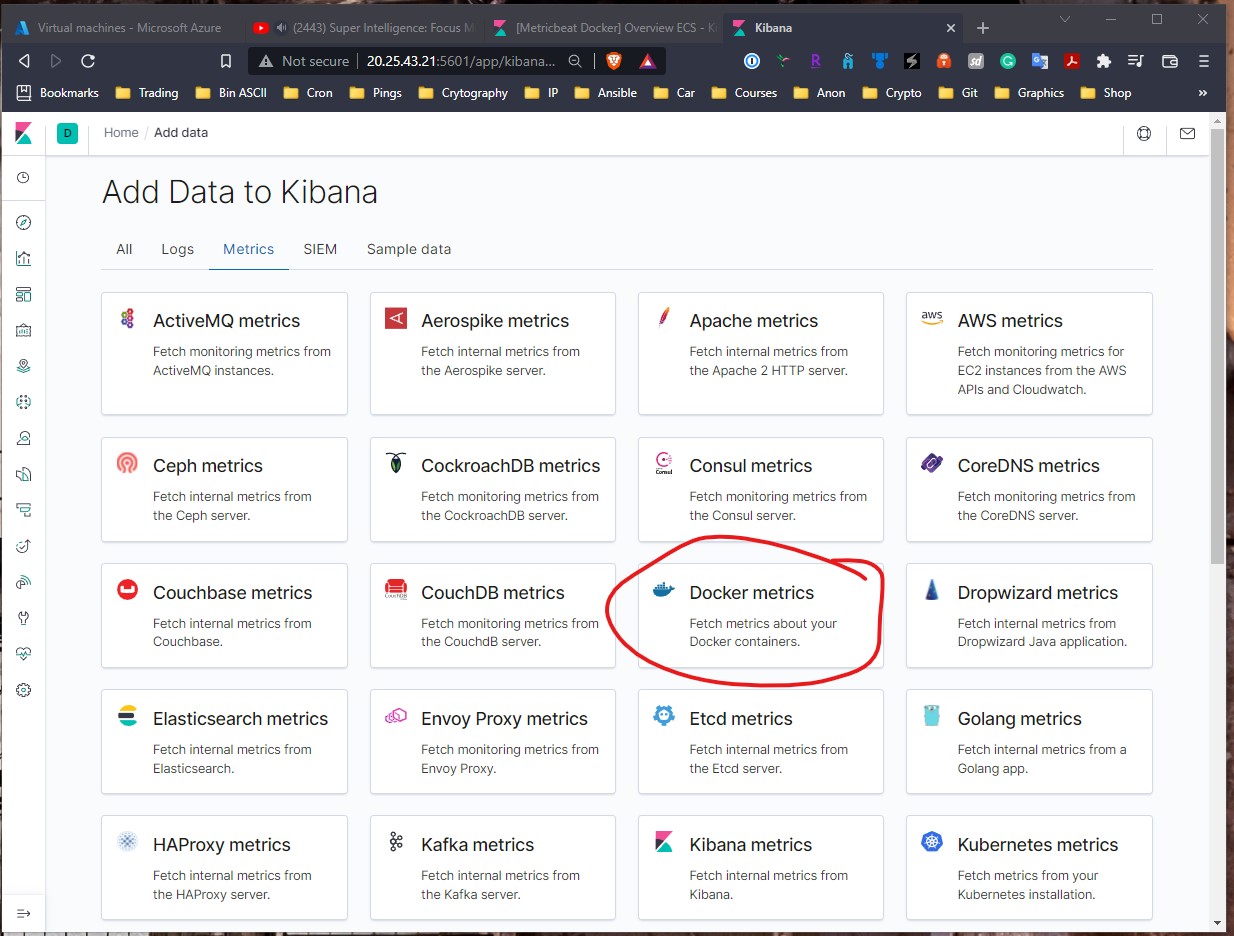 Virtual machines - Microsoft Azure
(2443) Super Intelligence: Focus M
[Metricbeat Docker] Overview ECS - K
Kibana
Not secure
20.25.43.21:5601/app/kibana...
Bookmarks
Trading
Bin ASCII
Cron
Pings
Crytography
IP
Ansible
Car
Courses
Anon
Crypto
Git
Graphics
Shop
»
D
Home / Add data
Add Data to Kibana
All
Logs
Metrics
SIEM
Sample data
ActiveMQ metrics
Fetch monitoring metrics from
ActiveMQ instances.
Aerospike metrics
Fetch internal metrics from
the Aerospike server.
Apache metrics
Fetch internal metrics from
the Apache 2 HTTP server.
aws
AWS metrics
Fetch monitoring metrics for
EC2 instances from the AWS
APIs and Cloudwatch.
Ceph metrics
Fetch internal metrics from
the Ceph server.
CockroachDB metrics
Fetch monitoring metrics from
the CockroachDB server.
Consul
Consul metrics
Fetch monitoring metrics from
the Consul server.
CoreDNS metrics
Fetch monitoring metrics from
the CoreDNS server.
Couchbase metrics
Fetch internal metrics from
Couchbase.
CouchDB
CouchDB metrics
Fetch monitoring metrics from
the CouchdB server.
Docker metrics
Fetch metrics about your
Docker containers.
Dropwizard metrics
Fetch internal metrics from
Dropwizard Java application.
Elasticsearch metrics
Fetch internal metrics from
Elasticsearch.
Envoy Proxy metrics
Fetch monitoring metrics from
Envoy Proxy.
Etcd metrics
Fetch internal metrics from
the Etcd server.
Golang metrics
Fetch internal metrics from a
Golang app.
HAProxy metrics
Fetch internal metrics from
the HAProxy server.
Kafka metrics
Fetch internal metrics from
the Kafka server.
Kibana metrics
Fetch internal metrics from
Kibana.
Kubernetes metrics
Fetch metrics from your
Kubernetes installation.